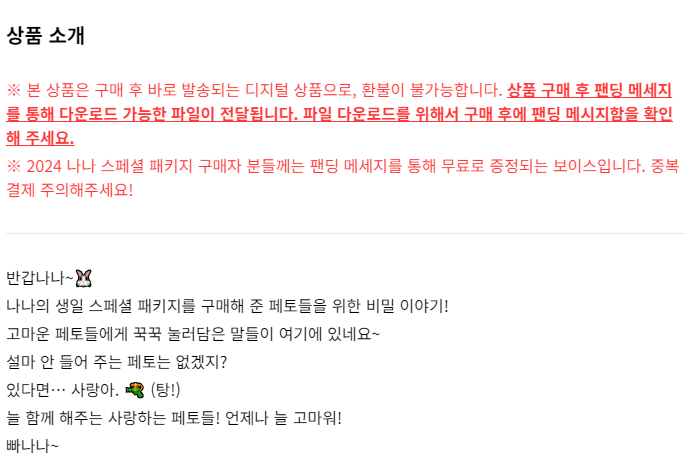 상품 소개
※ 본 상품은 구매 후 바로 발송되는 디지털 상품으로, 환불이 불가능합니다. 상품 구매 후 팬딩 메세지
를 통해 다운로드 가능한 파일이 전달됩니다. 파일 다운로드를 위해서 구매 후에 팬딩 메시지함을 확인
해 주세요.
※ 2024 나나 스페셜 패키지 구매자 분들께는 팬딩 메세지를 통해 무료로 증정되는 보이스입니다. 중복
결제 주의해주세요!
반갑나나~🐰
나나의 생일 스페셜 패키지를 구매해 준 페토들을 위한 비밀 이야기!
고마운 페토들에게 꾹꾹 눌러담은 말들이 여기에 있네요~
설마 안 들어 주는 페토는 없겠지?
있다면… 사랑아. 🔫 (탕!)
늘 함께 해주는 사랑하는 페토들! 언제나 늘 고마워!
빠나나~